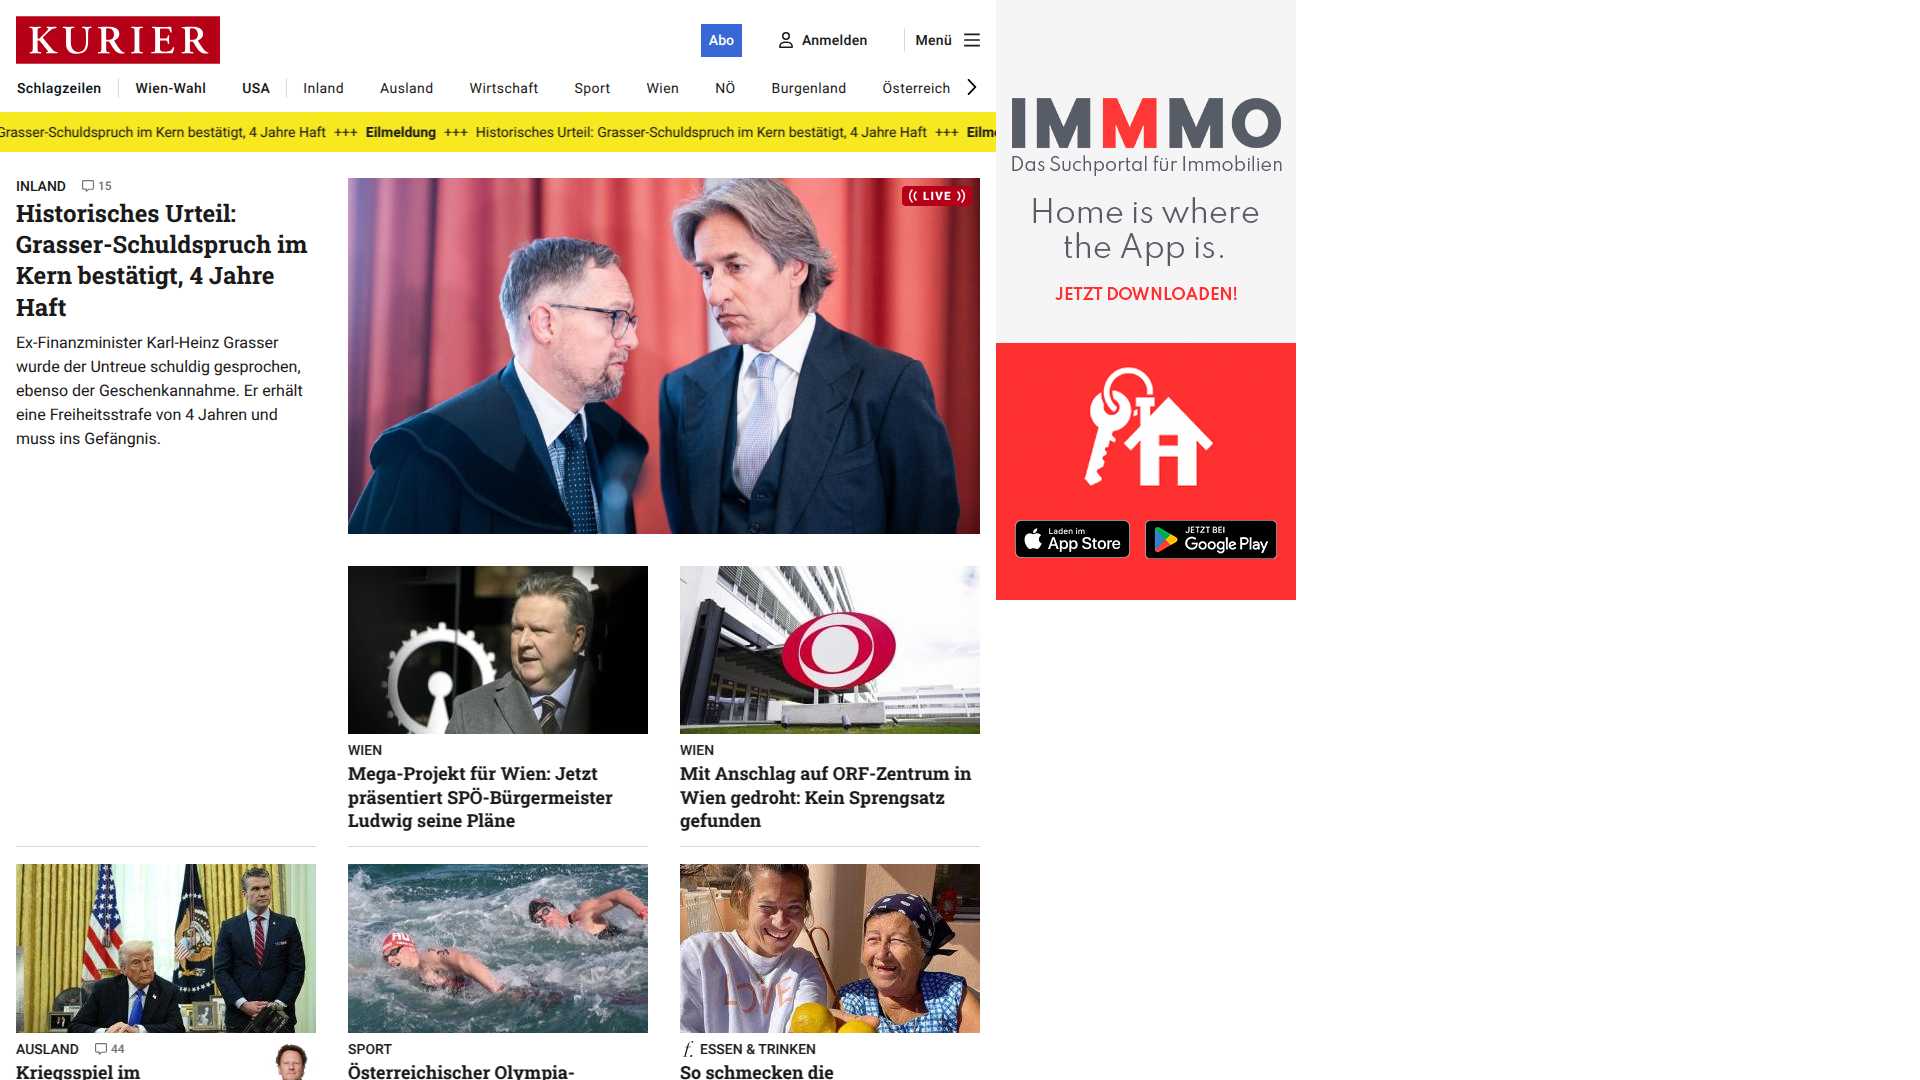 KURIER
Abo
Anmelden
Menü
Schlagzeilen
Wien-Wahl
USA
Inland
Ausland
Wirtschaft
Sport
Wien
NÖ
Burgenland
Österreich
Grasser-Schuldspruch im Kern bestätigt, 4 Jahre Haft +++ Eilmeldung +++ Historisches Urteil: Grasser-Schuldspruch im Kern bestätigt, 4 Jahre Haft +++ Eilme
INLAND 15
Historisches Urteil:
Grasser-Schuldspruch im
Kern bestätigt, 4 Jahre
Haft
Ex-Finanzminister Karl-Heinz Grasser
wurde der Untreue schuldig gesprochen,
ebenso der Geschenkannahme. Er erhält
eine Freiheitsstrafe von 4 Jahren und
muss ins Gefängnis.
LIVE
WIEN
Mega-Projekt für Wien: Jetzt
präsentiert SPÖ-Bürgermeister
Ludwig seine Pläne
WIEN
Mit Anschlag auf ORF-Zentrum in
Wien gedroht: Kein Sprengsatz
gefunden
AUSLAND 44
Kriegsspiel im
SPORT
Österreichischer Olympia-
LOVE
f. ESSEN & TRINKEN
So schmecken die
IMMMO
Das Suchportal für Immobilien
Home is where
the App is.
JETZT DOWNLOADEN!
Laden im
App Store
JETZT BEI
Google Play